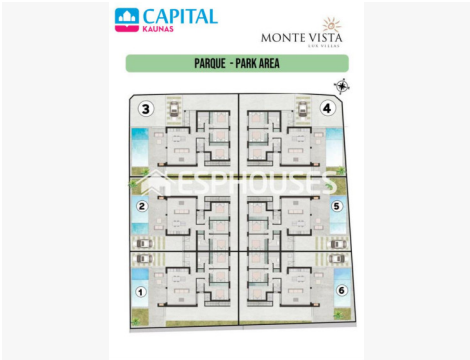 CAPITAL
KAUNAS
MONTE VISTA
LUX VILLAS
PARQUE - PARK AREA
3
4
ESPHOUSES
2
5
1
6